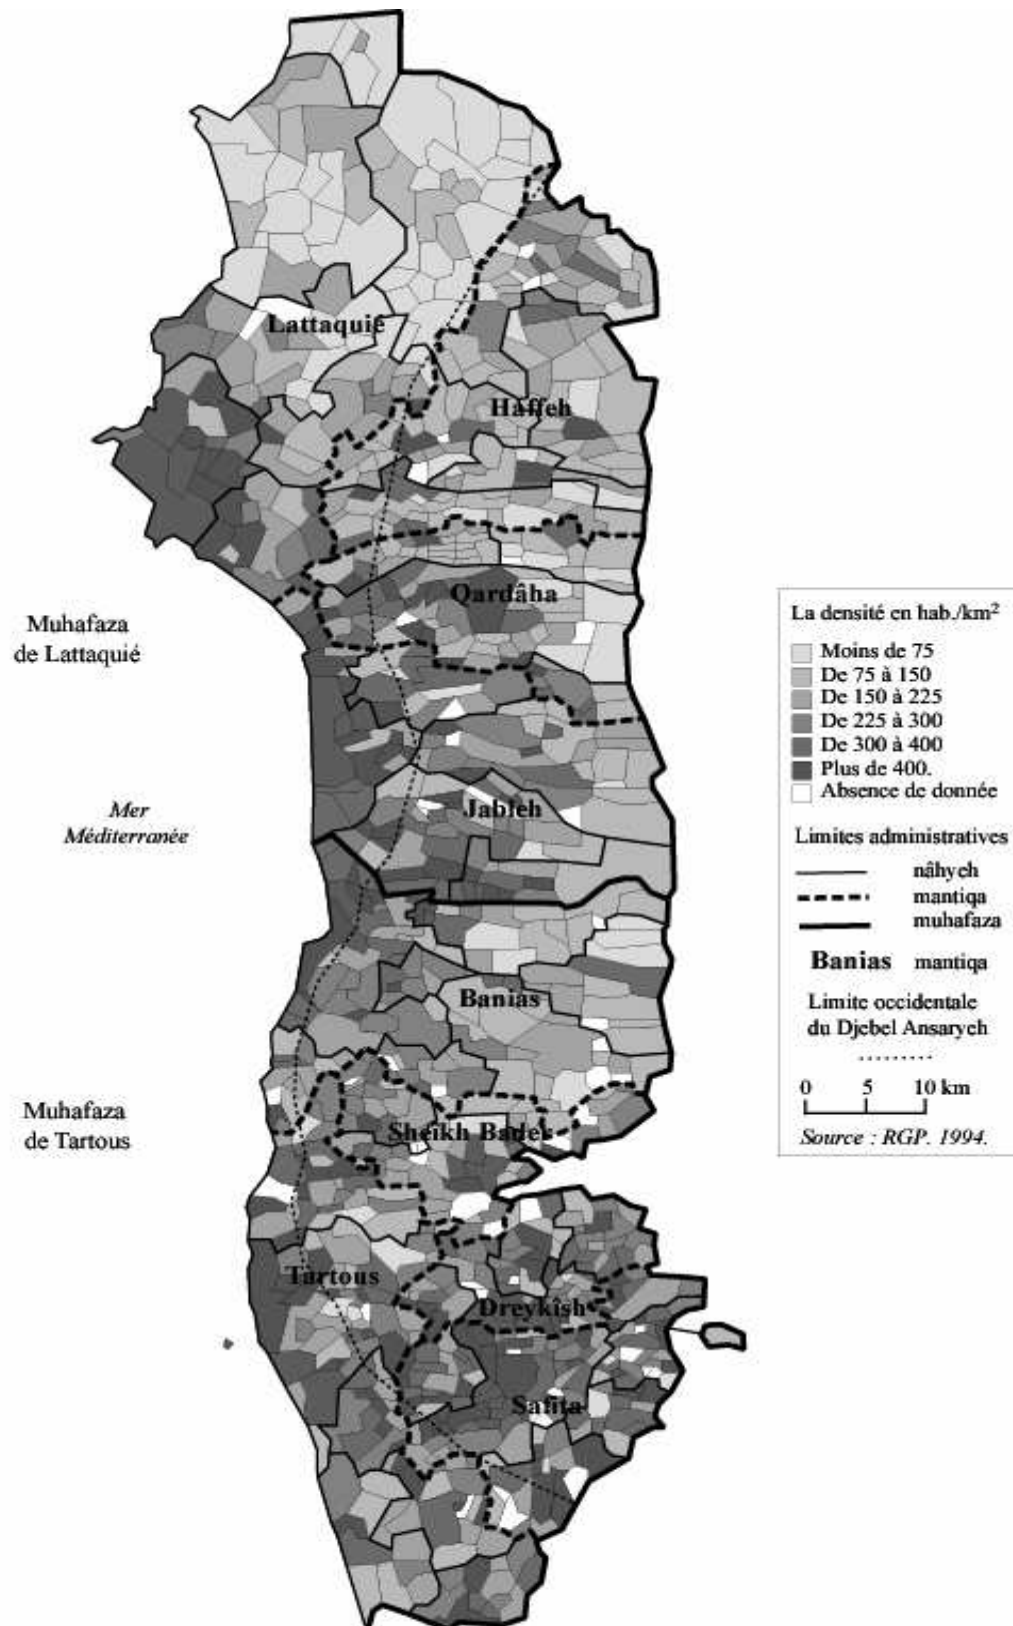 Lattaquié
Hâffeh
Qardâha
Muhafaza
de Lattaquié
Mer
Méditerranée
Jableh
Banias
Muhafaza
de Tartous
Sheikh Bader
Tartous
Dreykîsh
Safita
La densité en hab./km²
Moins de 75
De 75 à 150
De 150 à 225
De 225 à 300
De 300 à 400
Plus de 400.
Absence de donnée
Limites administratives
nâhyeh
mantiqa
muhafaza
Banias mantiqa
Limite occidentale
du Djebel Ansaryeh
0 5 10 km
Source : RGP. 1994.